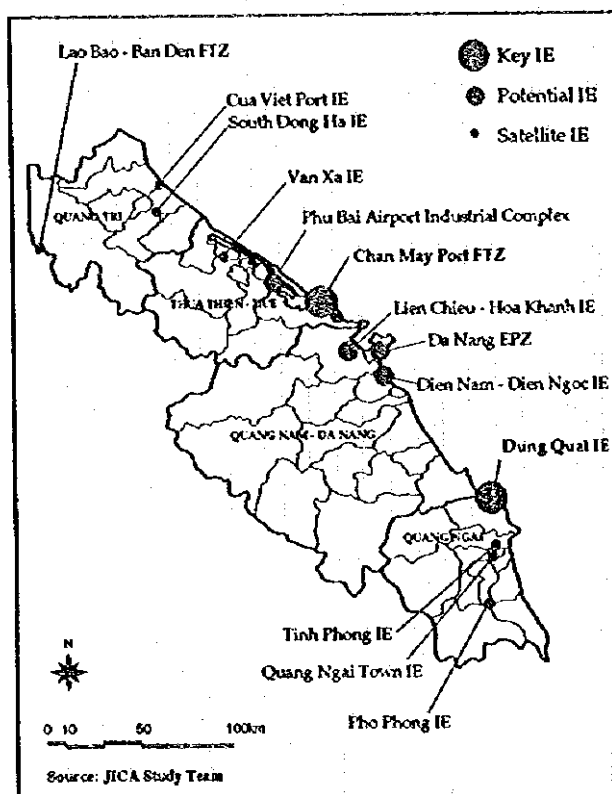 Lao Bao - Ban Den FTZ
Key IE
Potential IE
Satellite IE
Cua Viet Port IE
South Dong Ha IE
Van Xa IE
QUANG TRI
Phu Bai Airport Industrial Complex
Chan May Port FTZ
THUA THIEN - HUE
Lien Chieu - Hoa Khanh IE
Da Nang EPZ
Dien Nam - Dien Ngoc IE
QUANG NAM - DA NANG
Dung Quat IE
QUANG NGAI
Tinh Phong IE
Quang Ngai Town IE
Pho Phong IE
N
0 10 50 100km
Source: JICA Study Team